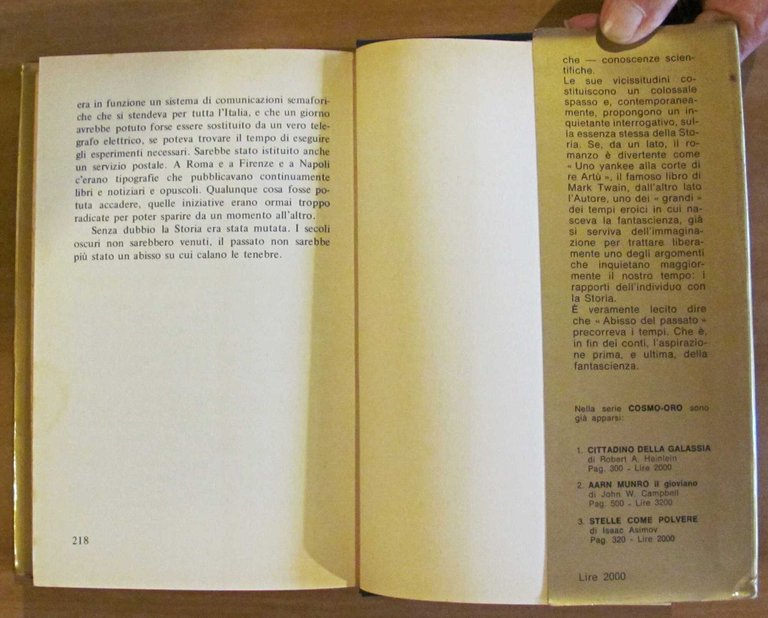 era in funzione un sistema di comunicazioni semafori-
che che si stendeva per tutta l'Italia, e che un giorno
avrebbe potuto forse essere sostituito da un vero tele-
grafo elettrico, se poteva trovare il tempo di eseguire
gli esperimenti necessari. Sarebbe stato istituito anche
un servizio postale. A Roma e a Firenze e a Napoli
c'erano tipografie che pubblicavano continuamente
libri e notiziari e opuscoli. Qualunque cosa fosse po-
tuta accadere, quelle iniziative erano ormai troppo
radicate per poter sparire da un momento all'altro.
Senza dubbio la Storia era stata mutata. I secoli
oscuri non sarebbero venuti, il passato non sarebbe
più stato un abisso su cui calano le tenebre.
218
che — conoscenze scien-
tifiche.
Le sue vicissitudini co-
stituiscono un colossale
spasso e, contemporanea-
mente, propongono un in-
quietante interrogativo, sul-
la essenza stessa della Sto-
ria. Se, da un lato, il ro-
manzo è divertente come
« Uno yankee alla corte di
re Artù », il famoso libro di
Mark Twain, dall'altro lato
l'Autore, uno dei « grandi »
dei tempi eroici in cui na-
sceva la fantascienza, già
si serviva dell'immagina-
zione per trattare libera-
mente uno degli argomenti
che inquietano maggior-
mente il nostro tempo: i
rapporti dell'individuo con
la Storia.
È veramente lecito dire
che « Abisso del passato »
precorreva i tempi. Che è,
in fin dei conti, l'aspirazio-
ne prima, e ultima, della
fantascienza.
Nella serie COSMO-ORO sono
già apparsi:
1. CITTADINO DELLA GALASSIA
di Robert A. Heinlein
Pag. 300 - Lire 2000
2. AARN MUNRO il gioviano
di John W. Campbell
Pag. 500 - Lire 3200
3. STELLE COME POLVERE
di Isaac Asimov
Pag. 320 - Lire 2000
Lire 2000